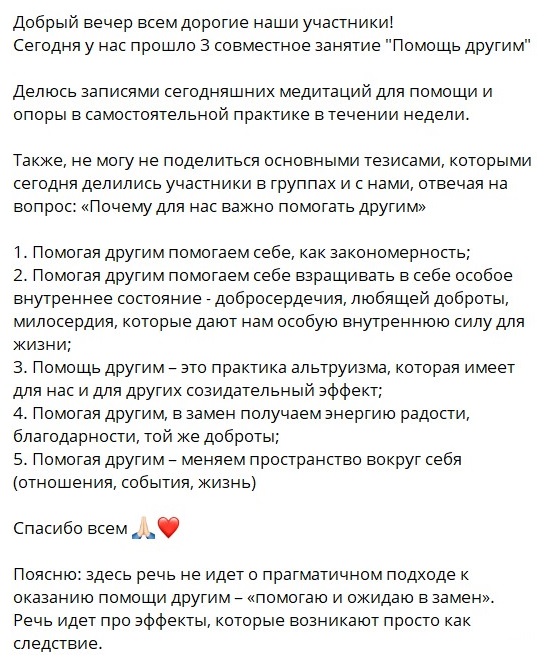 Добрый вечер всем дорогие наши участники!
Сегодня у нас прошло 3 совместное занятие "Помощь другим"
Делюсь записями сегодняшних медитаций для помощи и
опоры в самостоятельной практике в течении недели.
Также, не могу не поделиться основными тезисами, которыми
сегодня делились участники в группах и с нами, отвечая на
вопрос: «Почему для нас важно помогать другим»
1. Помогая другим помогаем себе, как закономерность;
2. Помогая другим помогаем себе взращивать в себе особое
внутреннее состояние - добросердечия, любящей доброты,
милосердия, которые дают нам особую внутреннюю силу для
жизни;
3. Помощь другим – это практика альтруизма, которая имеет
для нас и для других созидательный эффект;
4. Помогая другим, в замен получаем энергию радости,
благодарности, той же доброты;
5. Помогая другим – меняем пространство вокруг себя
(отношения, события, жизнь)
Спасибо всем 🙏🏻❤️
Поясню: здесь речь не идет о прагматичном подходе к
оказанию помощи другим – «помогаю и ожидаю в замен».
Речь идет про эффекты, которые возникают просто как
следствие.